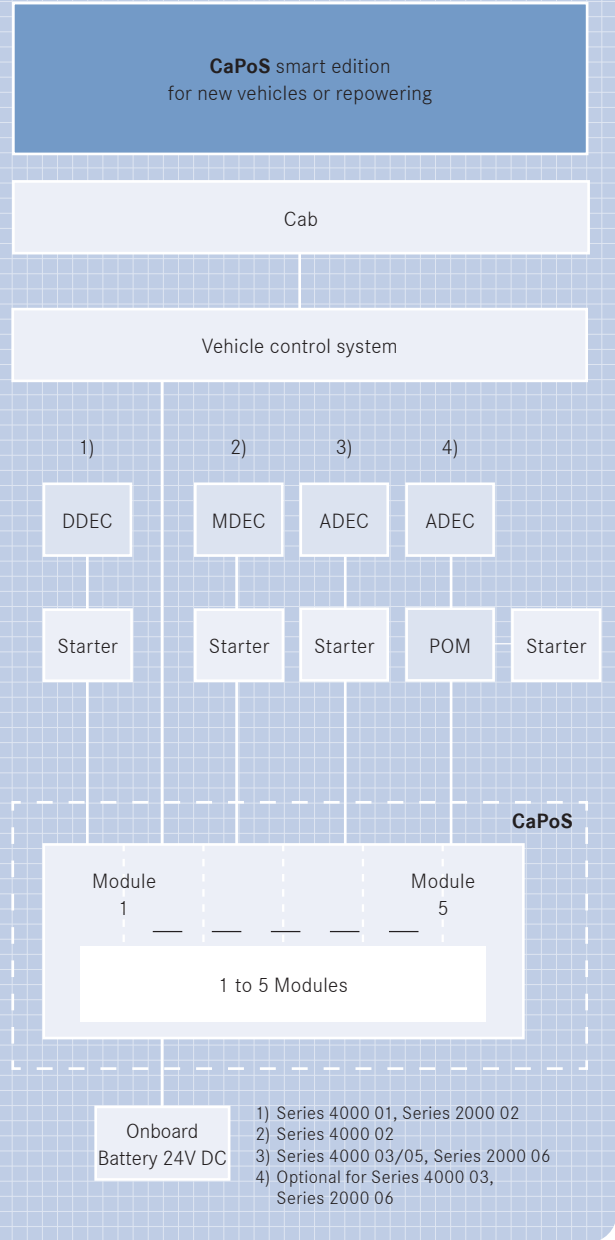 CaPoS smart edition
for new vehicles or repowering
Cab
Vehicle control system
1)
2)
3)
4)
DDEC
MDEC
ADEC
ADEC
Starter
Starter
Starter
POM
Starter
CaPoS
Module
1
Module
5
1 to 5 Modules
Onboard
Battery 24V DC
1) Series 4000 01, Series 2000 02
2) Series 4000 02
3) Series 4000 03/05, Series 2000 06
4) Optional for Series 4000 03,
Series 2000 06